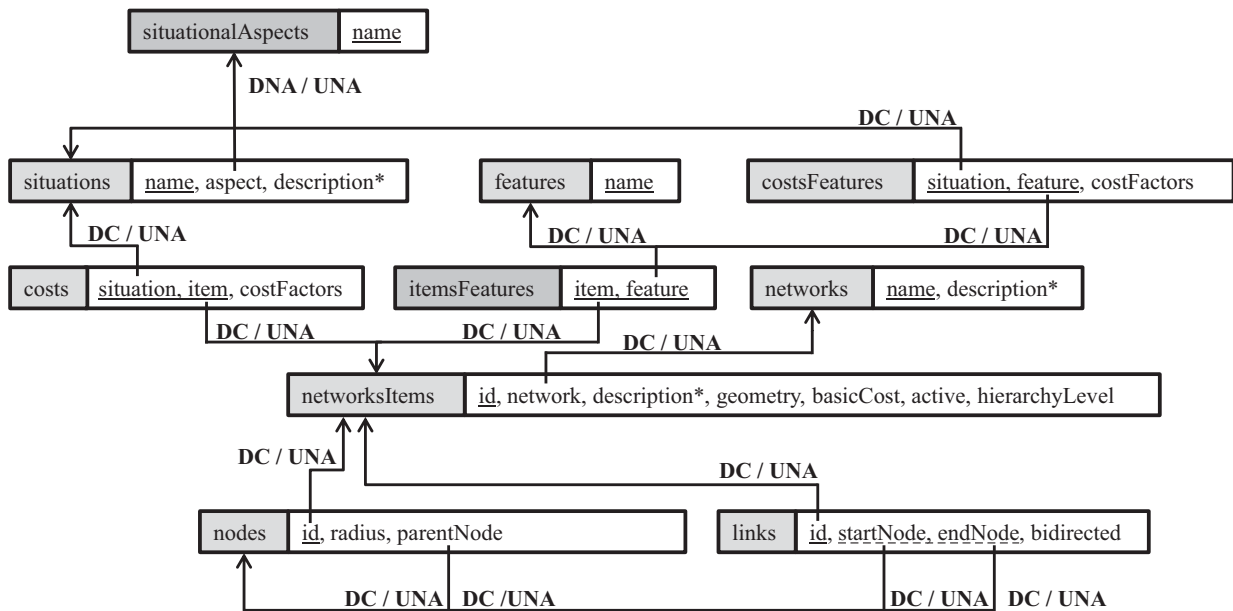 situationalAspects name
DNA / UNA
DC / UNA
situations name, aspect, description*
features name
costsFeatures situation, feature, costFactors
DC / UNA
DC / UNA
DC / UNA
costs situation, item, costFactors
itemsFeatures item, feature
networks name, description*
DC / UNA
DC / UNA
DC / UNA
networksItems id, network, description*, geometry, basicCost, active, hierarchyLevel
DC / UNA
DC / UNA
nodes id, radius, parentNode
links id, startNode, endNode, bidirected
DC / UNA
DC /UNA
DC / UNA
DC / UNA